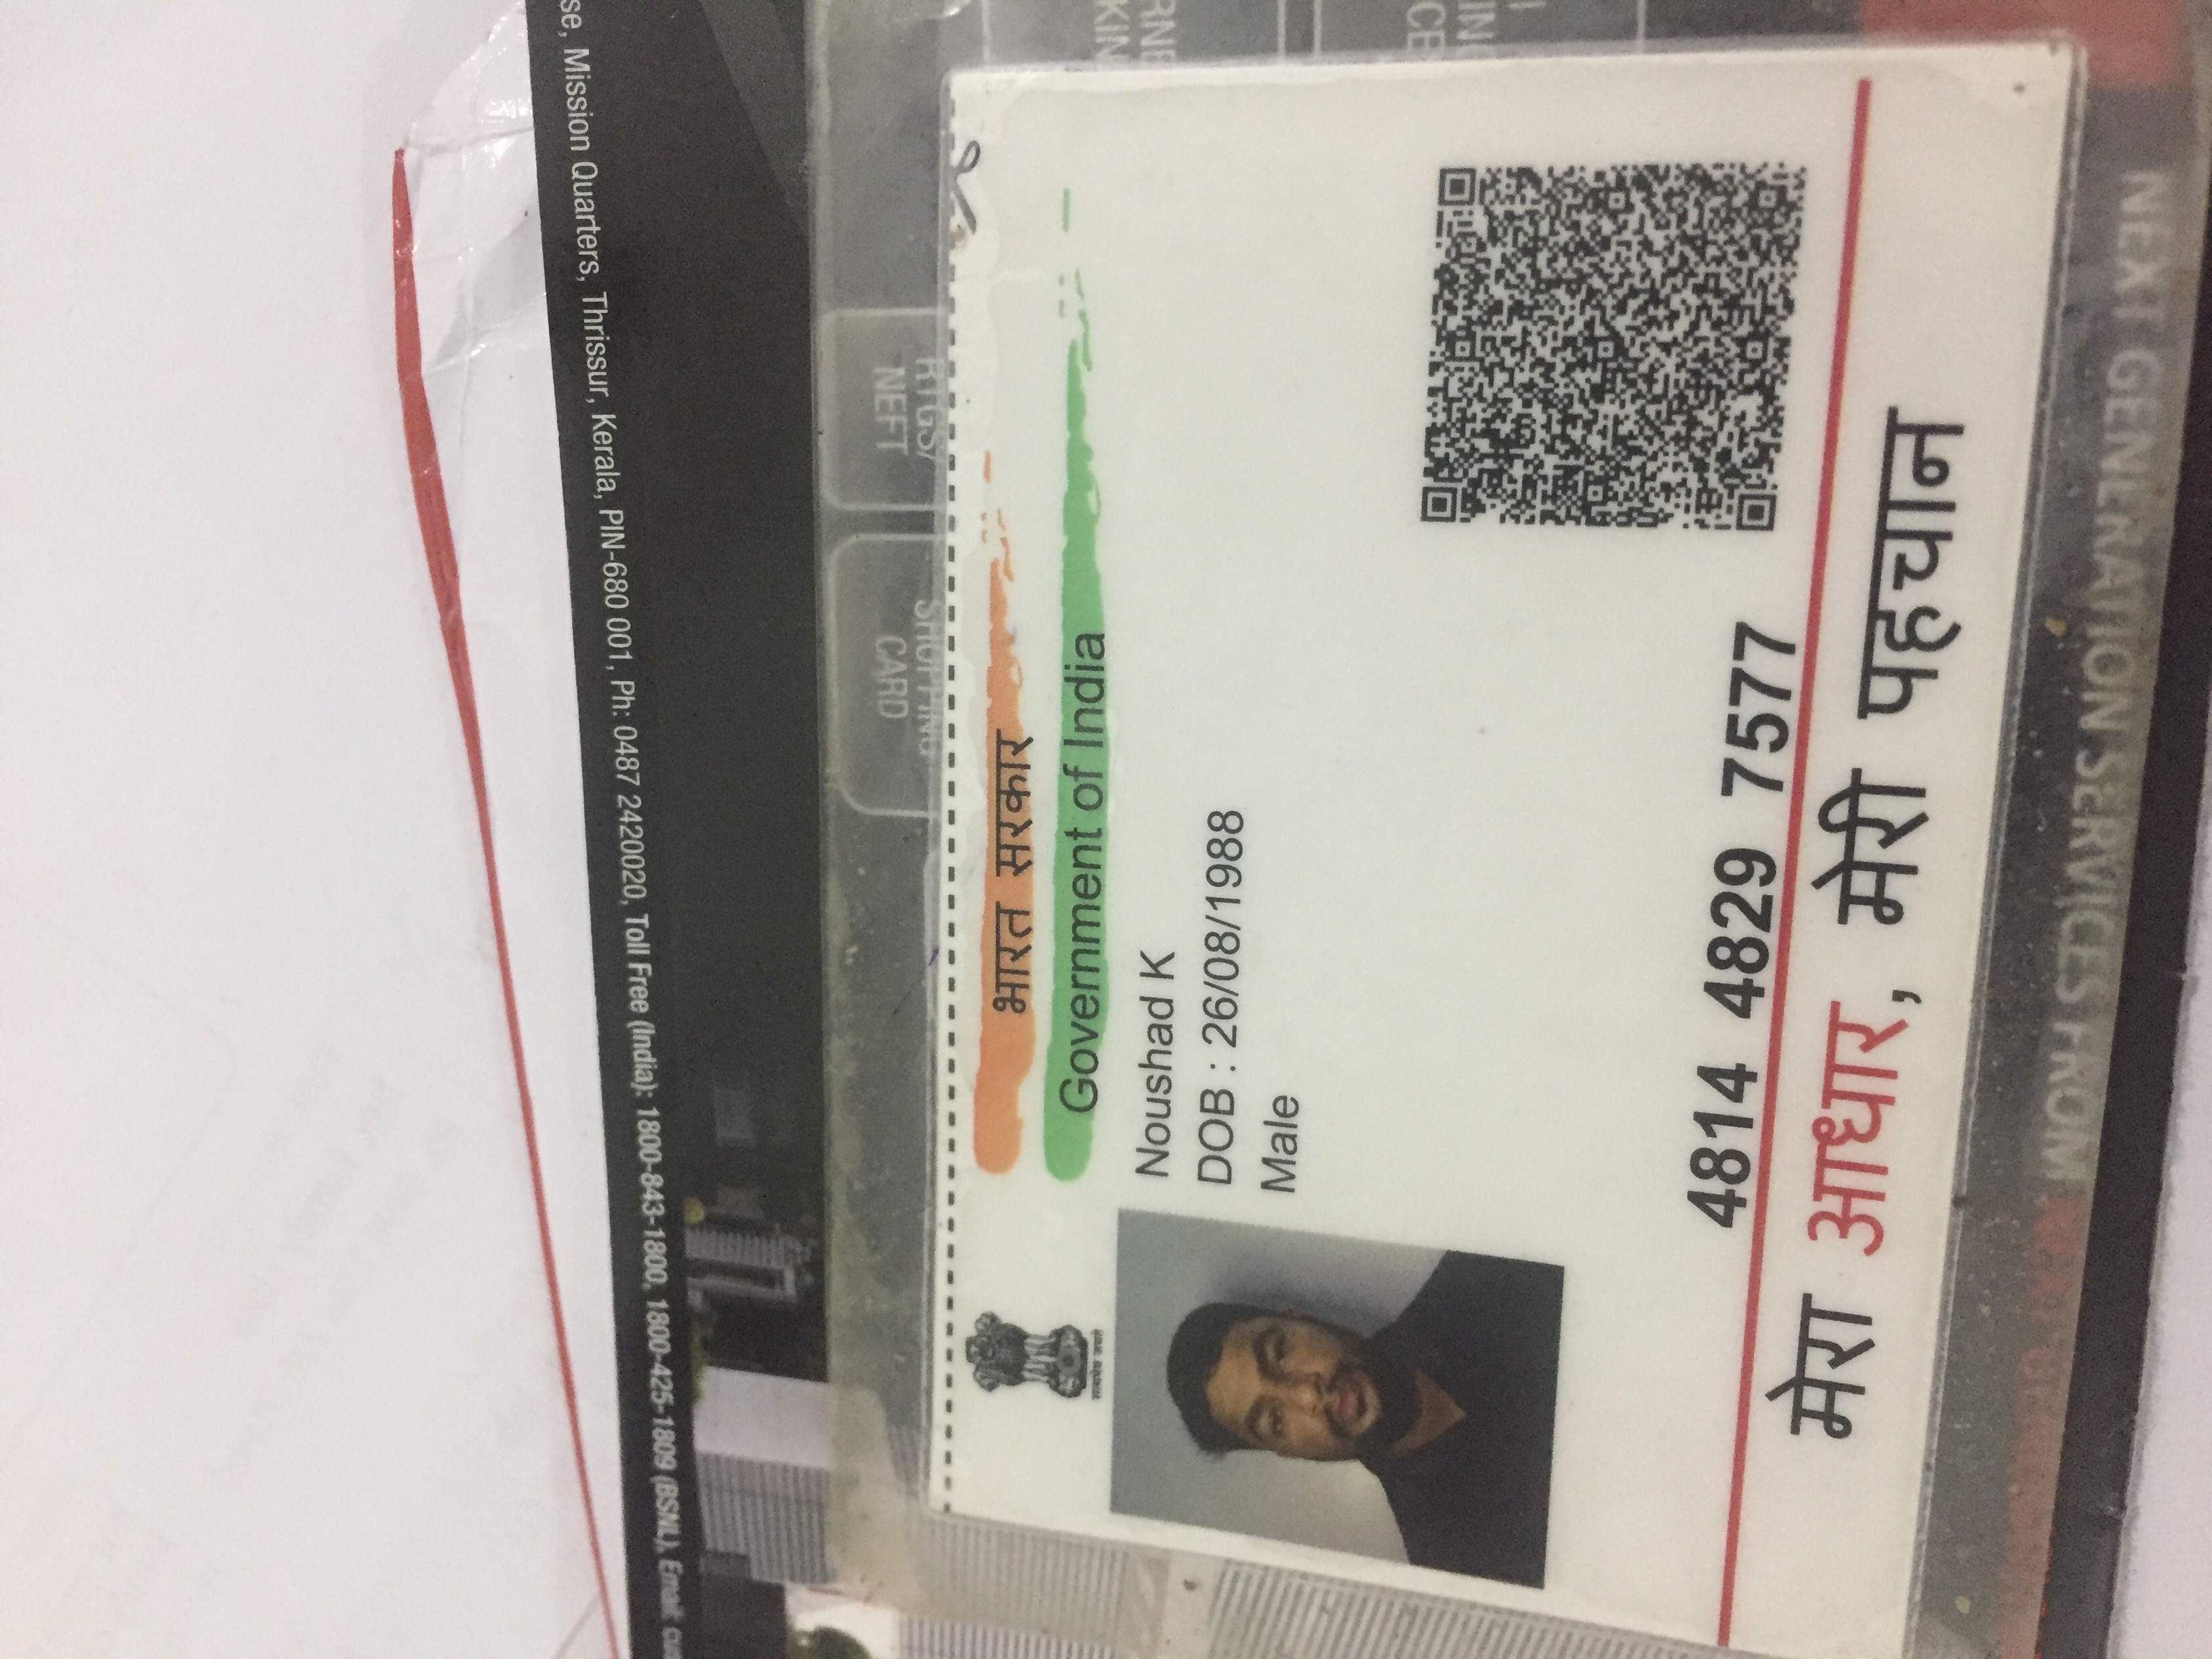 se, Mission Quarters, Thrissur, Kerala, PIN-680 001, Ph: 0487 2420020, Toll Free (India): 1800-843-1800, 1800-425-1809 (BSNL), Email: cus
SHOPPING
CARD
RTGS/
NEFT
भारत सरकार
Government of India
सत्यमेव जयते
Noushad K
DOB : 26/08/1988
Male
4814 4829 7577
मेरा आधार, मेरी पहचान
NEXT GENERATION SERVICES FROM